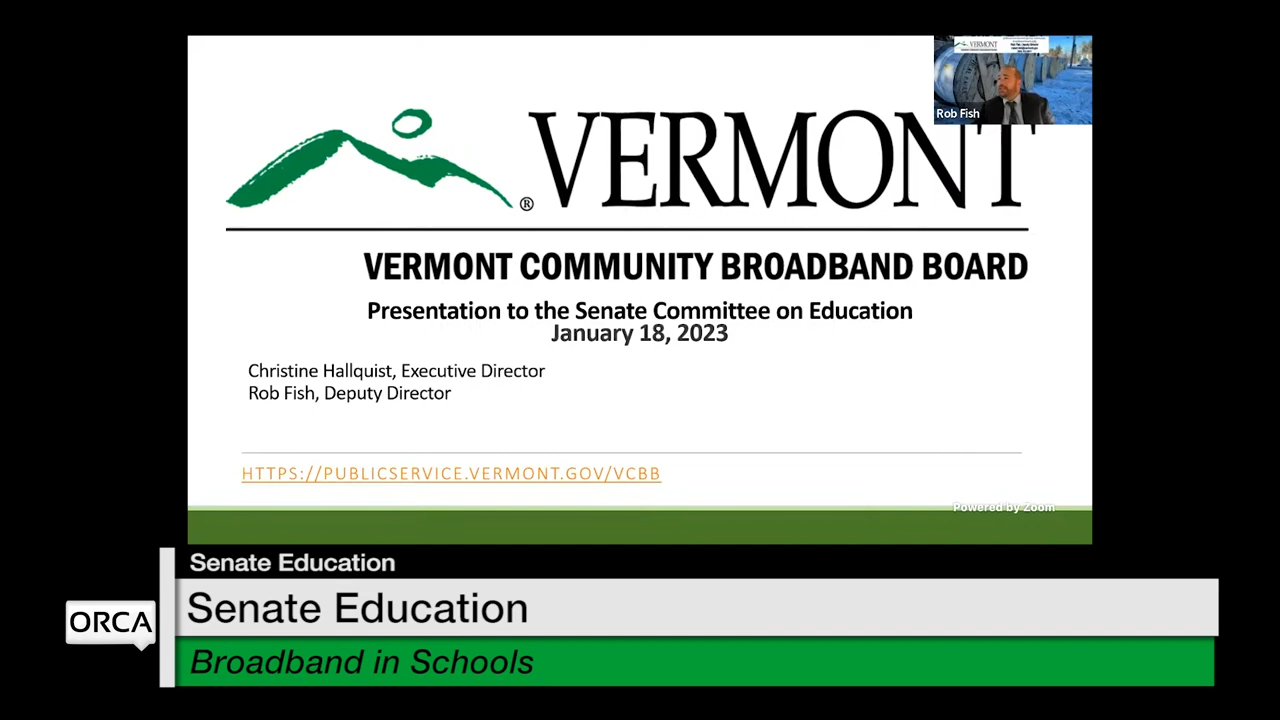 VERMONT
Rob Fish
® VERMONT
VERMONT COMMUNITY BROADBAND BOARD
Presentation to the Senate Committee on Education
January 18, 2023
Christine Hallquist, Executive Director
Rob Fish, Deputy Director
HTTPS://PUBLICSERVICE.VERMONT.GOV/VCBB
Powered by Zoom
Senate Education
Senate Education
ORCA
Broadband in Schools